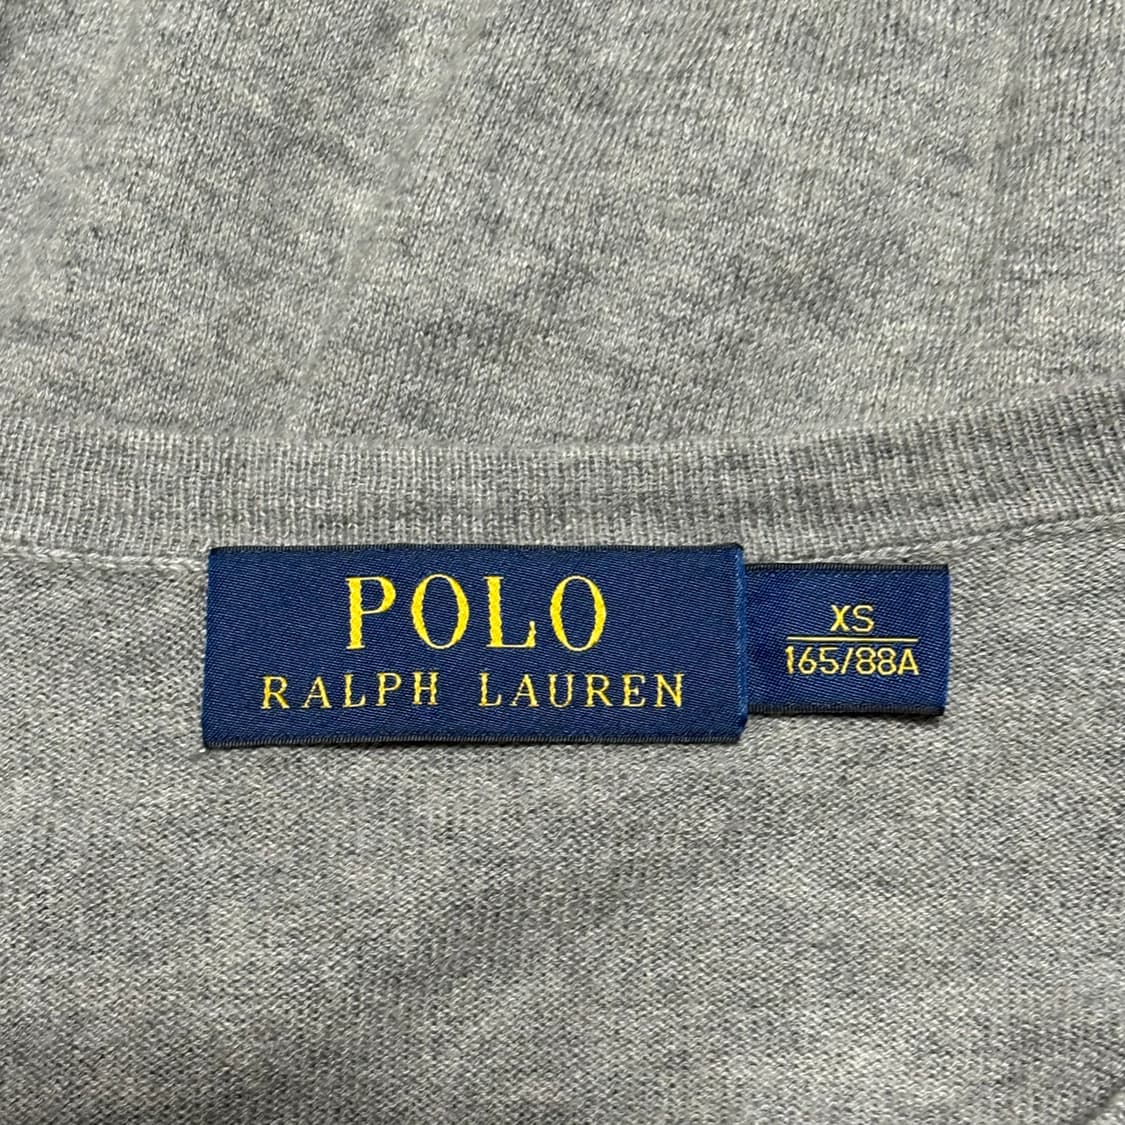 POLO
RALPH LAUREN
XS
165/88A